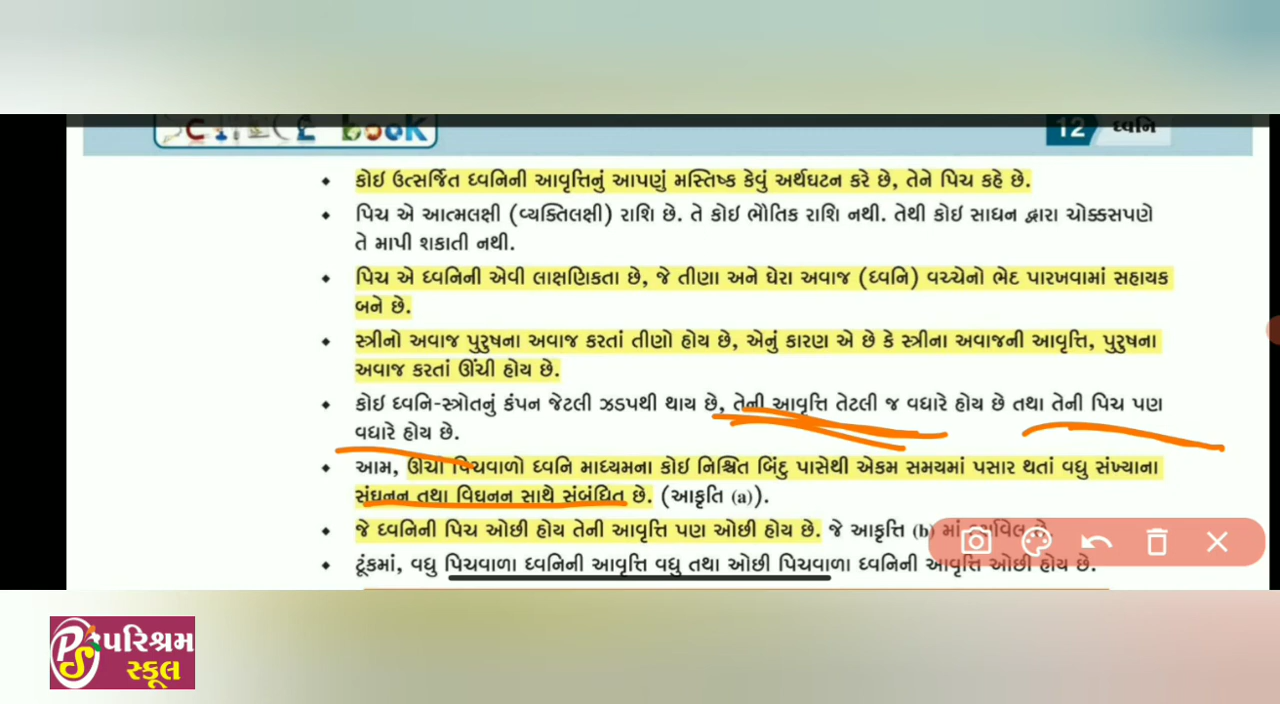 book
12 ધ્વનિ
• કોઇ ઉત્સર્જિત ધ્વનિની આવૃત્તિનું આપણું મસ્તિષ્ક કેવું અર્થઘટન કરે છે, તેને પિચ કહે છે.
• પિચ એ આત્મલક્ષી (વ્યક્તિલક્ષી) રાશિ છે. તે કોઇ ભૌતિક રાશિ નથી. તેથી કોઇ સાધન દ્વારા ચોક્કસપણે
તે માપી શકાતી નથી.
• પિચ એ ધ્વનિની એવી લાક્ષણિકતા છે, જે તીણા અને ઘેરા અવાજ (ધ્વનિ) વચ્ચેનો ભેદ પારખવામાં સહાયક
બને છે.
• સ્ત્રીનો અવાજ પુરુષના અવાજ કરતાં તીણો હોય છે, એનું કારણ એ છે કે સ્ત્રીના અવાજની આવૃત્તિ, પુરુષના
અવાજ કરતાં ઊંચી હોય છે.
• કોઇ ધ્વનિ-સ્ત્રોતનું કંપન જેટલી ઝડપથી થાય છે, તેની આવૃત્તિ તેટલી જ વધારે હોય છે તથા તેની પિચ પણ
વધારે હોય છે.
• આમ, ઊંચા પિચવાળો ધ્વનિ માધ્યમના કોઇ નિશ્ચિત બિંદુ પાસેથી એકમ સમયમાં પસાર થતાં વધુ સંખ્યાના
સંઘનન તથા વિઘનન સાથે સંબંધિત છે. (આકૃતિ (a)).
• જે ધ્વનિની પિચ ઓછી હોય તેની આવૃત્તિ પણ ઓછી હોય છે. જે આકૃત્તિ (b) માં
• ટૂંકમાં, વધુ પિચવાળા ધ્વનિની આવૃત્તિ વધુ તથા ઓછી પિચવાળા ધ્વનિની આવૃત્તિ ઓછી હોય છે.
PS પરિશ્રમ
સ્કૂલ